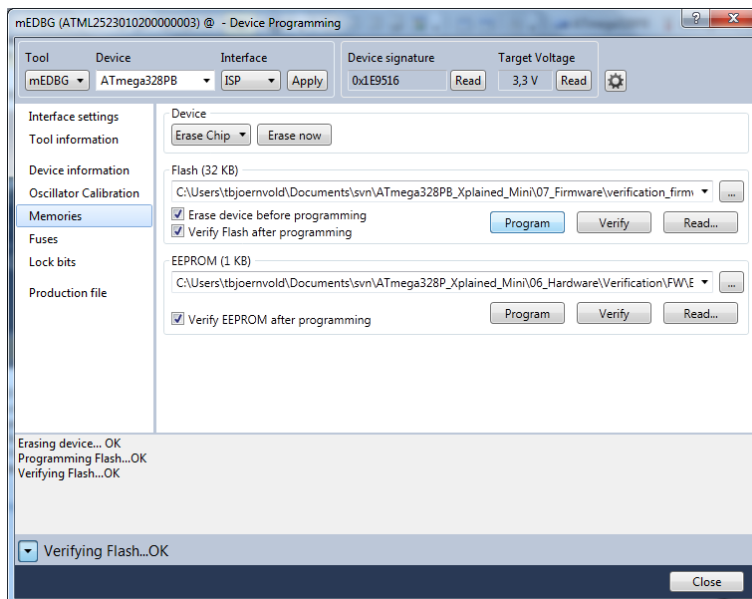 mEDBG (ATML2523010200000003) @ - Device Programming
Tool Device Interface Device signature Target Voltage
mEDBG ATmega328PB ISP Apply 0x1E9516 Read 3,3 V Read
Interface settings
Tool information
Device information
Oscillator Calibration
Memories
Fuses
Lock bits
Production file
Device
Erase Chip Erase now
Flash (32 KB)
C:\Users\tbjoernvold\Documents\svn\ATmega328PB_Xplained_Mini\07_Firmware\verification_firm ...
Erase device before programming
Verify Flash after programming
Program Verify Read...
EEPROM (1 KB)
C:\Users\tbjoernvold\Documents\svn\ATmega328P_Xplained_Mini\06_Hardware\Verification\FW\E ...
Verify EEPROM after programming
Program Verify Read...
Erasing device... OK
Programming Flash...OK
Verifying Flash...OK
Verifying Flash...OK
Close